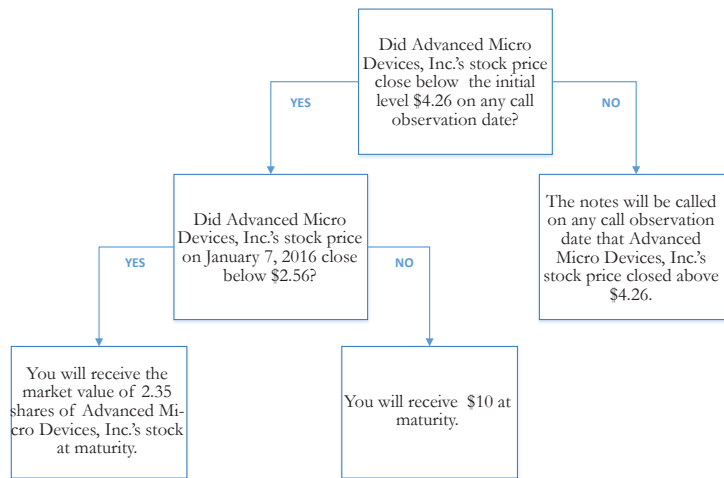 Did Advanced Micro
Devices, Inc.'s stock price
close below the initial
level $4.26 on any call
observation date?
YES
NO
Did Advanced Micro
Devices, Inc.'s stock price
on January 7, 2016 close
below $2.56?
The notes will be called
on any call observation
date that Advanced
Micro Devices, Inc.'s
stock price closed above
$4.26.
YES
NO
You will receive the
market value of 2.35
shares of Advanced Mi-
cro Devices, Inc.'s stock
at maturity.
You will receive $10 at
maturity.